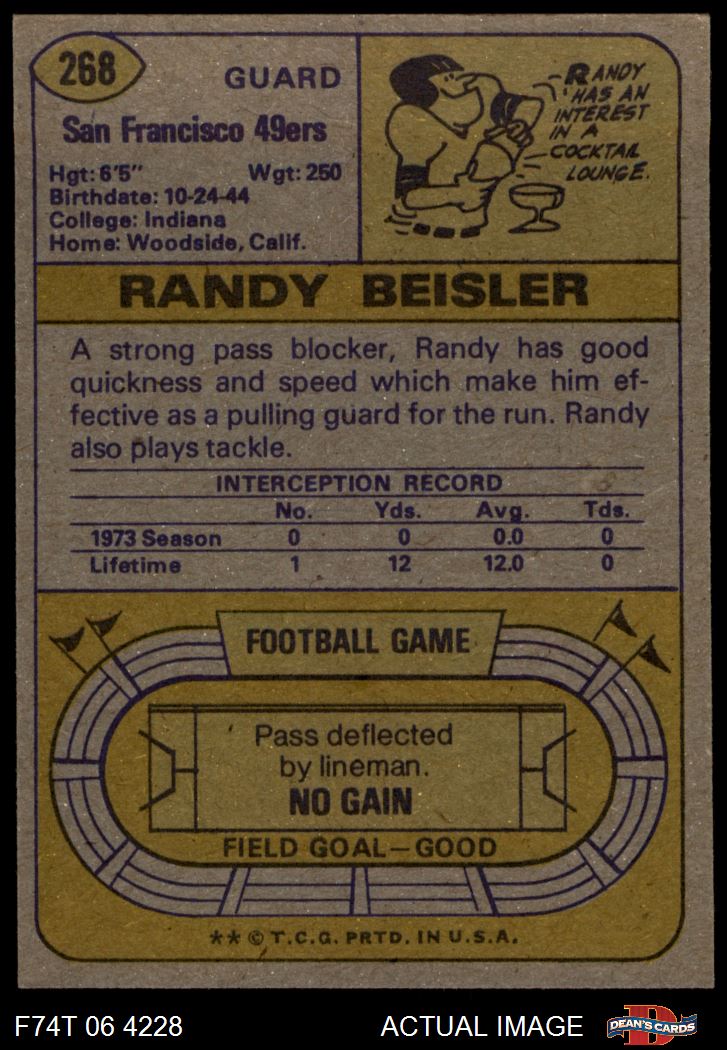 268
GUARD
San Francisco 49ers
Hgt: 6'5" Wgt: 250
Birthdate: 10-24-44
College: Indiana
Home: Woodside, Calif.
RANDY
HAS AN
INTEREST
IN A
COCKTAIL
LOUNGE.
RANDY BEISLER
A strong pass blocker, Randy has good
quickness and speed which make him ef-
fective as a pulling guard for the run. Randy
also plays tackle.
INTERCEPTION RECORD
No. Yds. Avg. Tds.
1973 Season 0 0 0.0 0
Lifetime 1 12 12.0 0
FOOTBALL GAME
Pass deflected
by lineman.
NO GAIN
FIELD GOAL—GOOD
** © T.C.G. PRTD. IN U.S.A.
F74T 06 4228 ACTUAL IMAGE
D
DEAN'S CARDS